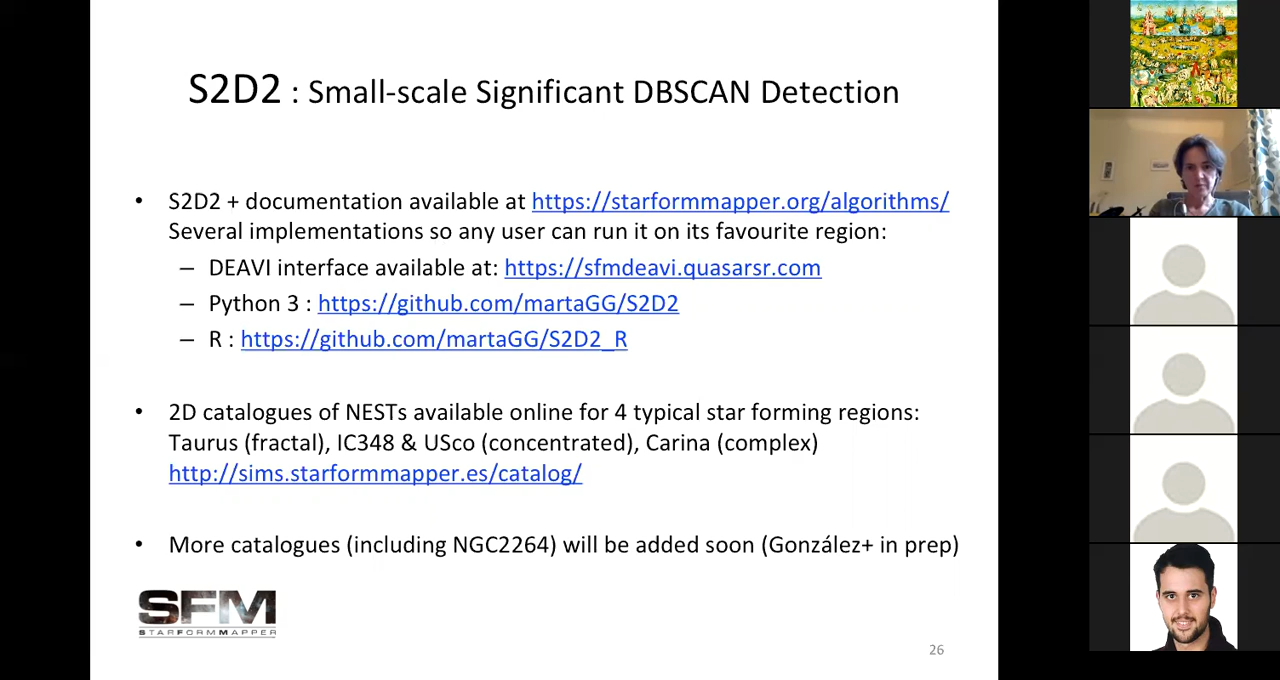 S2D2 : Small-scale Significant DBSCAN Detection
• S2D2 + documentation available at https://starformmapper.org/algorithms/
Several implementations so any user can run it on its favourite region:
– DEAVI interface available at: https://sfmdeavi.quasarsr.com
– Python 3 : https://github.com/martaGG/S2D2
– R : https://github.com/martaGG/S2D2_R
• 2D catalogues of NESTs available online for 4 typical star forming regions:
Taurus (fractal), IC348 & USco (concentrated), Carina (complex)
http://sims.starformmapper.es/catalog/
• More catalogues (including NGC2264) will be added soon (González+ in prep)
SFM
STARFORMMAPPER
26